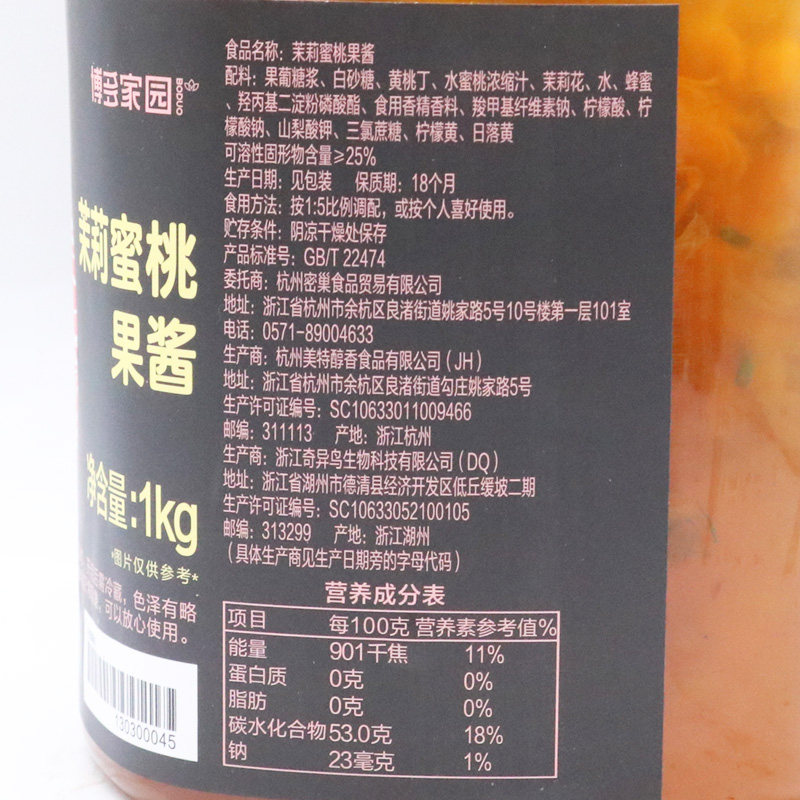 博多家园
BODUO
茉莉蜜桃
果酱
净含量:1kg
*图片仅供参考*
冷藏,色泽有略
可以放心使用。
130300045
食品名称:茉莉蜜桃果酱
配料:果葡糖浆、白砂糖、黄桃丁、水蜜桃浓缩汁、茉莉花、水、蜂蜜
、羟丙基二淀粉磷酸酯、食用香精香料、羧甲基纤维素钠、柠檬酸、柠
檬酸钠、山梨酸钾、三氯蔗糖、柠檬黄、日落黄
可溶性固形物含量≥25%
生产日期:见包装 保质期:18个月
食用方法:按1:5比例调配,或按个人喜好使用。
贮存条件:阴凉干燥处保存
产品标准号:GB/T 22474
委托商:杭州密巢食品贸易有限公司
地址:浙江省杭州市余杭区良渚街道姚家路5号10号楼第一层101室
电话:0571-89004633
生产商:杭州美特醇香食品有限公司(JH)
地址:浙江省杭州市余杭区良渚街道勾庄姚家路5号
生产许可证编号:SC10633011009466
邮编:311113 产地:浙江杭州
生产商:浙江奇异鸟生物科技有限公司(DQ)
地址:浙江省湖州市德清县经济开发区低丘缓坡二期
生产许可证编号:SC10633052100105
邮编:313299 产地:浙江湖州
(具体生产商见生产日期旁的字母代码)
营养成分表
项目 每100克 营养素参考值%
能量 901千焦 11%
蛋白质 0克 0%
脂肪 0克 0%
碳水化合物 53.0克 18%
钠 23毫克 1%